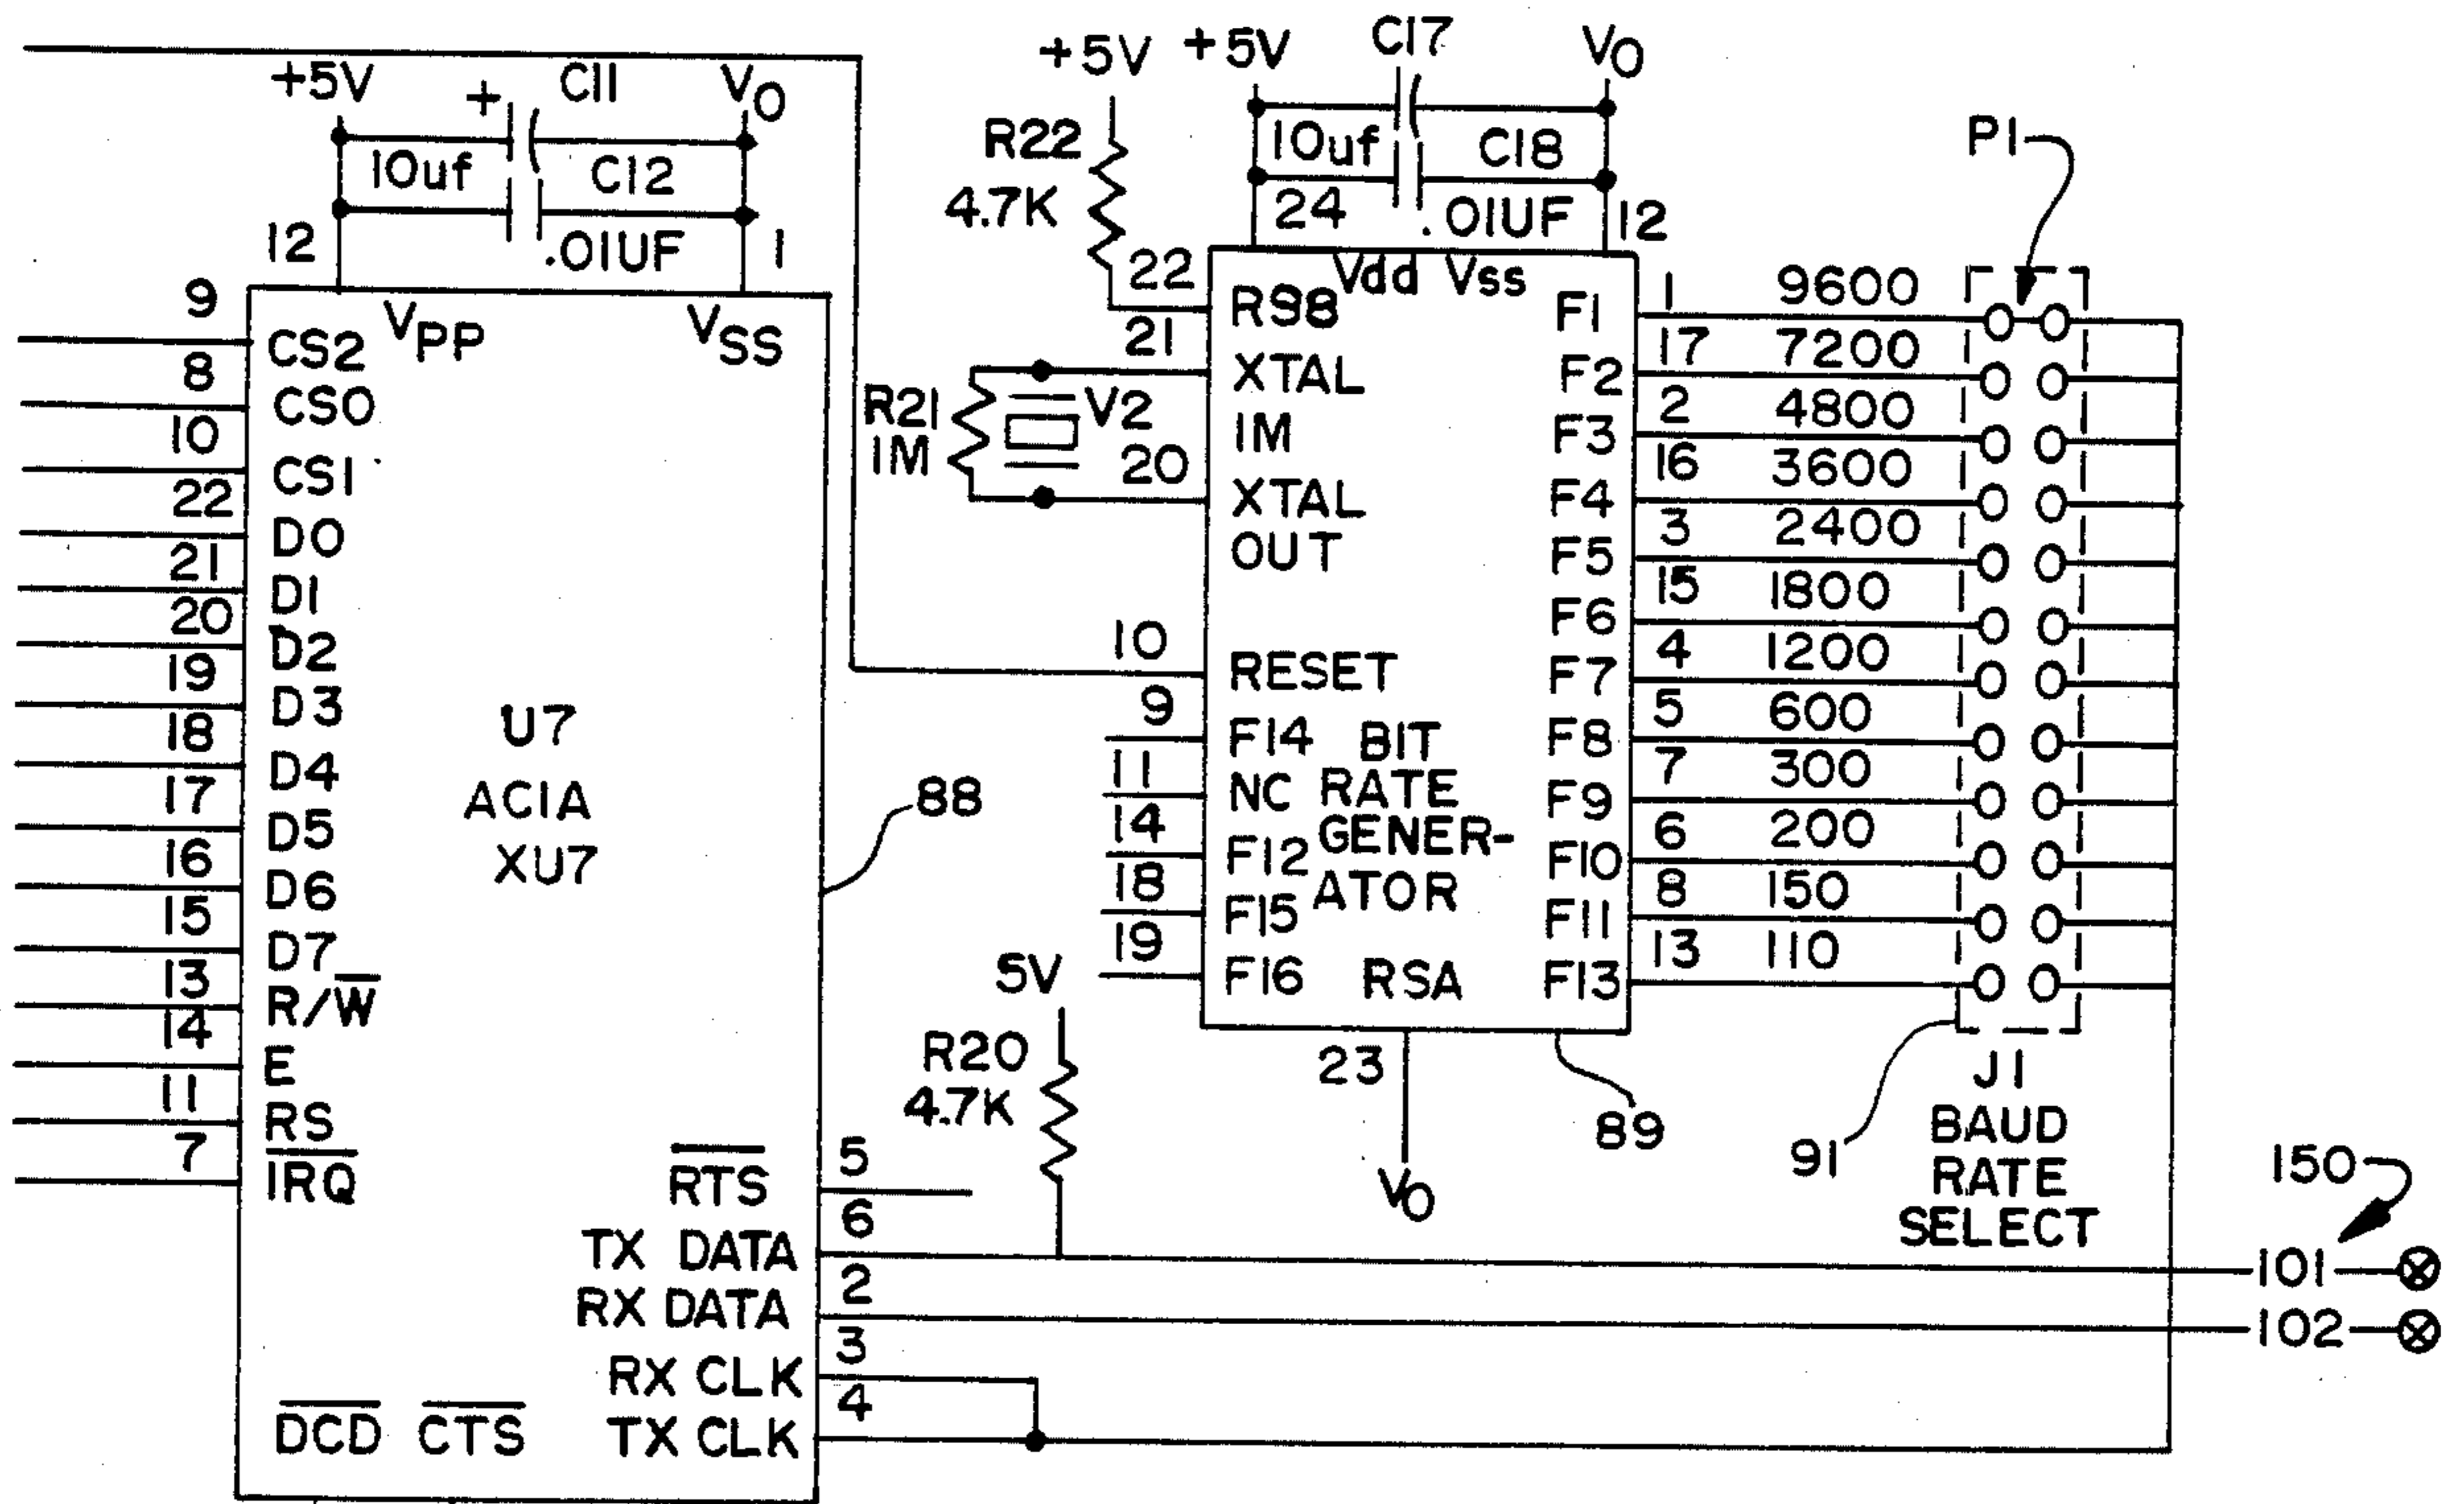 +5V
+
C11
VO
10uf
C12
.01UF
12
1
VPP
VSS
9
CS2
8
CS0
10
CS1
22
D0
21
D1
20
D2
19
D3
18
D4
17
D5
16
D6
15
D7
13
R/W
14
E
11
RS
7
IRQ
U7
ACIA
XU7
88
5
RTS
6
TX DATA
2
RX DATA
3
RX CLK
4
TX CLK
DCD CTS
+5V
R22
4.7K
+5V
C17
VO
10uf
C18
24
.01UF
12
22
RS8
Vdd Vss
21
XTAL
1M
R21
1M
V2
20
XTAL
OUT
10
RESET
9
F14
11
NC
14
F12
18
F15
19
F16
BIT
RATE
GENER-
ATOR
RSA
F1 1 9600
F2 17 7200
F3 2 4800
F4 16 3600
F5 3 2400
F6 15 1800
F7 4 1200
F8 5 600
F9 7 300
F10 6 200
F11 8 150
F13 13 110
P1
5V
R20
4.7K
23
VO
89
91
J1
BAUD
RATE
SELECT
150
101
102